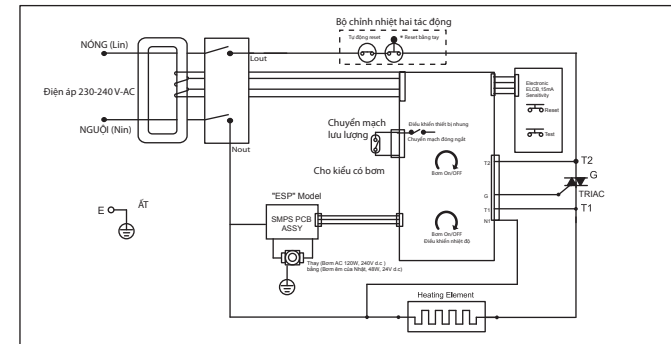 Bộ chỉnh nhiệt hai tác động
Tự động reset
* Reset bằng tay
NÓNG (Lin)
Lout
Điện áp 230-240 V-AC
Electronic
ELCB, 15mA
Sensitivity
Reset
Test
NGUỘI (Nin)
Nout
Chuyển mạch
lưu lượng
Điều khiển thiết bị nhung
Chuyển mạch đóng ngắt
Cho kiểu có bơm
Bơm On/OFF
T2
T2
G
TRIAC
G
T1
T1
N1
E
ẤT
"ESP" Model
SMPS PCB
ASSY
Bơm On/OFF
Điều khiển nhiệt độ
Thay (Bơm AC 120W, 240V d.c )
bằng (Bơm êm của Nhật, 48W, 24V d.c)
Heating Element